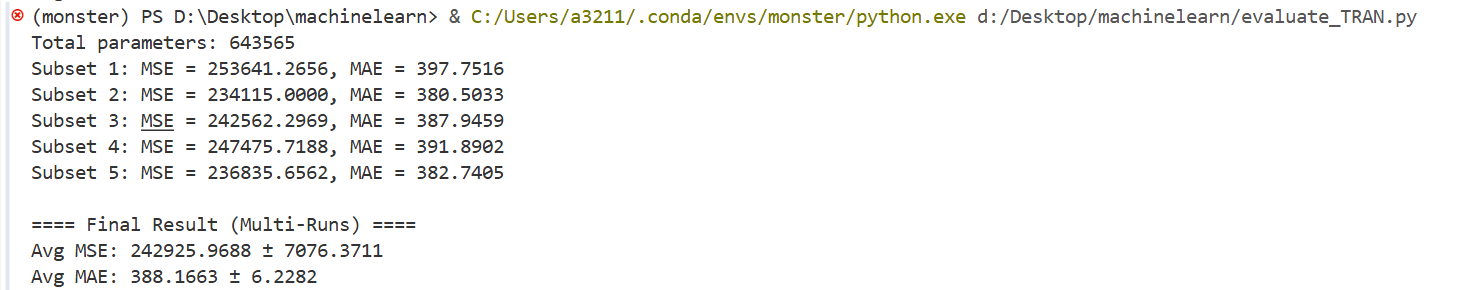 (monster) PS D:\Desktop\machinelearn> & C:/Users/a3211/.conda/envs/monster/python.exe d:/Desktop/machinelearn/evaluate_TRAN.py
Total parameters: 643565
Subset 1: MSE = 253641.2656, MAE = 397.7516
Subset 2: MSE = 234115.0000, MAE = 380.5033
Subset 3: MSE = 242562.2969, MAE = 387.9459
Subset 4: MSE = 247475.7188, MAE = 391.8902
Subset 5: MSE = 236835.6562, MAE = 382.7405
==== Final Result (Multi-Runs) ====
Avg MSE: 242925.9688 ± 7076.3711
Avg MAE: 388.1663 ± 6.2282